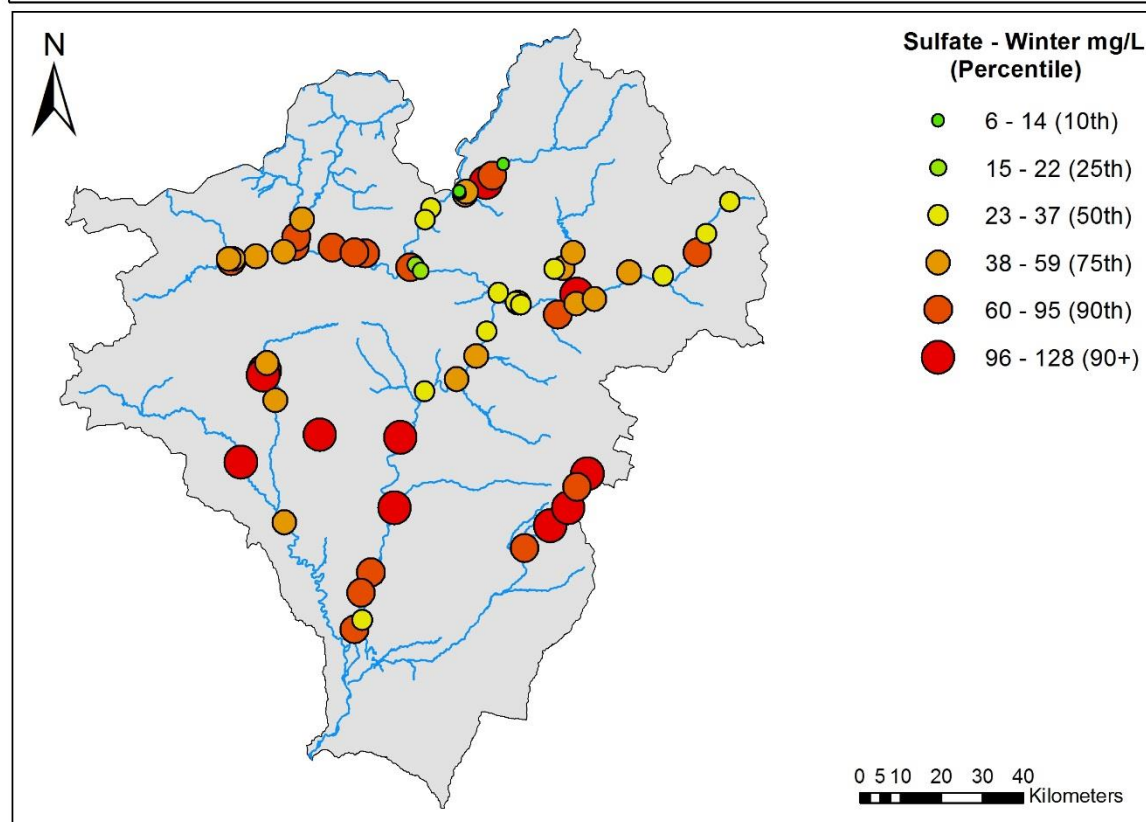 N
Sulfate - Winter mg/L
(Percentile)
6 - 14 (10th)
15 - 22 (25th)
23 - 37 (50th)
38 - 59 (75th)
60 - 95 (90th)
96 - 128 (90+)
0 5 10 20 30 40
Kilometers